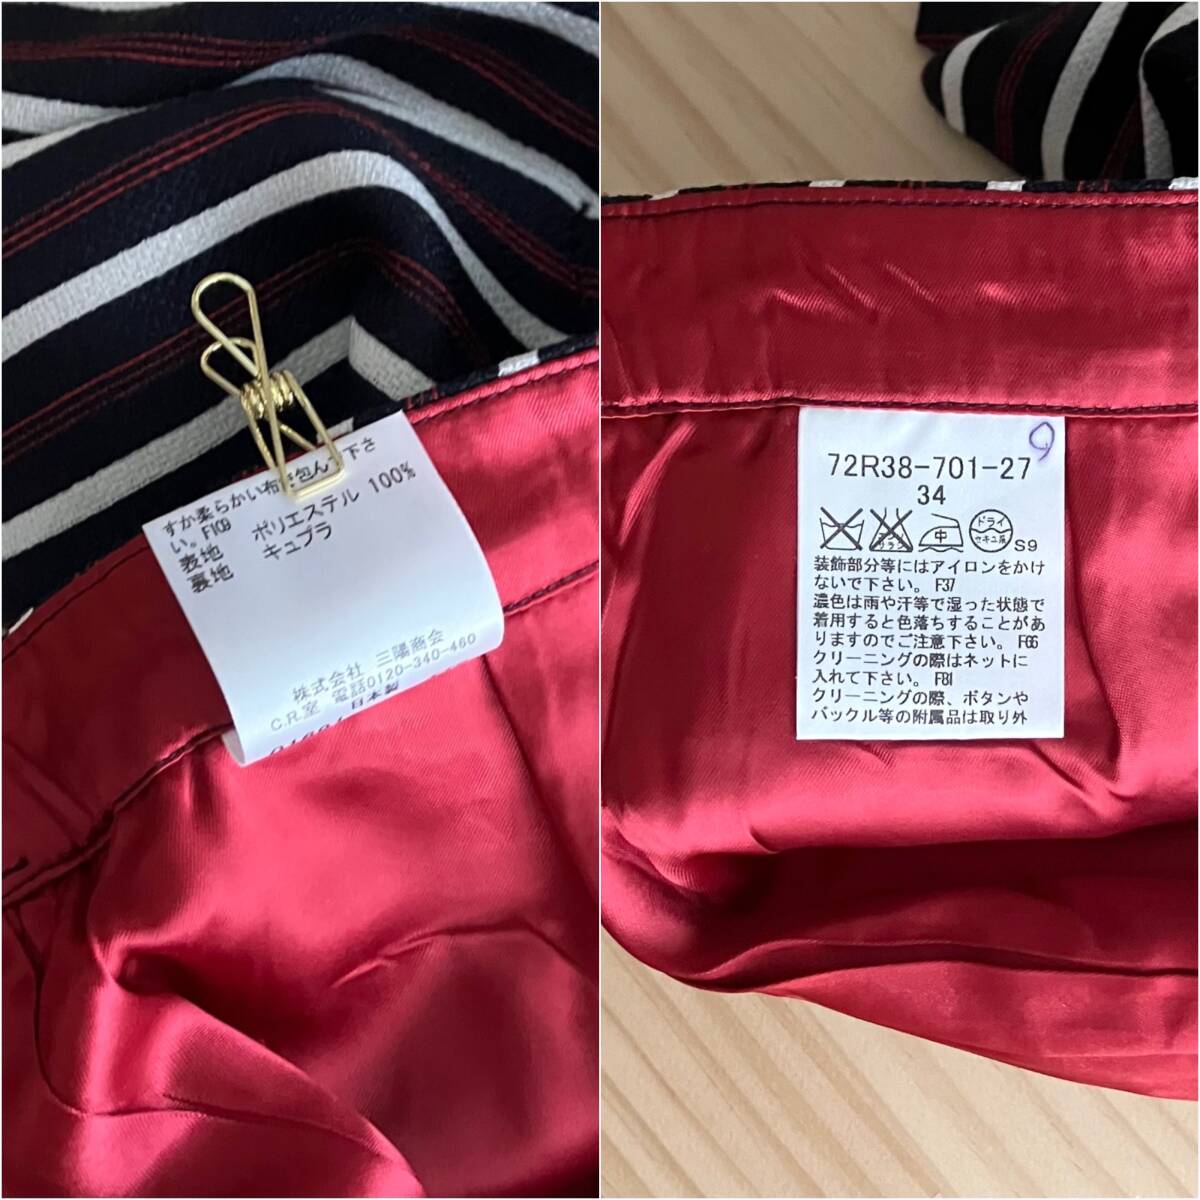 すか柔らかい布 包ん 下さ
い。F109
表地 ポリエステル 100%
裏地 キュプラ
株式会社 三陽商会
C.R.室 電話0120-340-460
日本製
9
72R38-701-27
34
ドライ
セキユ系
S9
装飾部分等にはアイロンをかけ
ないで下さい。F37
濃色は雨や汗等で湿った状態で
着用すると色落ちすることがあ
りますのでご注意下さい。F66
クリーニングの際はネットに
入れて下さい。F81
クリーニングの際、ボタンや
バックル等の附属品は取り外